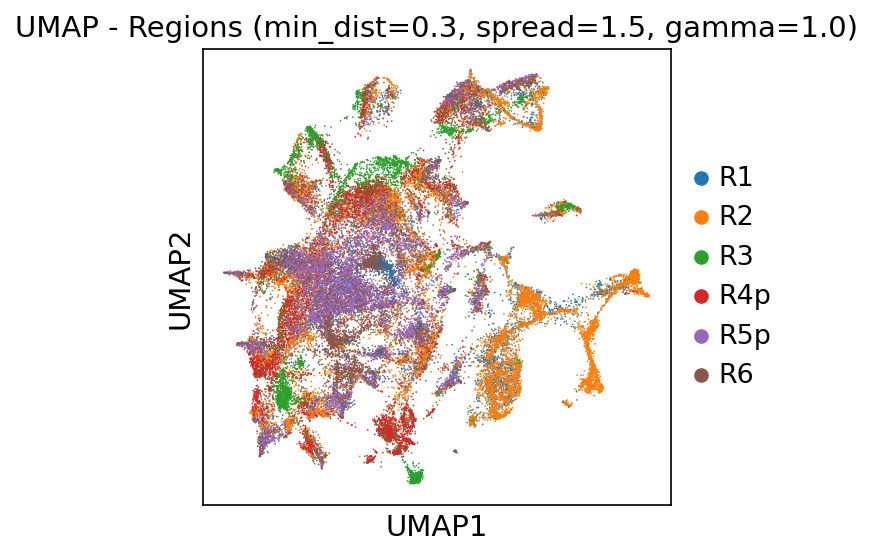 UMAP - Regions (min_dist=0.3, spread=1.5, gamma=1.0)
UMAP2
R1
R2
R3
R4p
R5p
R6
UMAP1